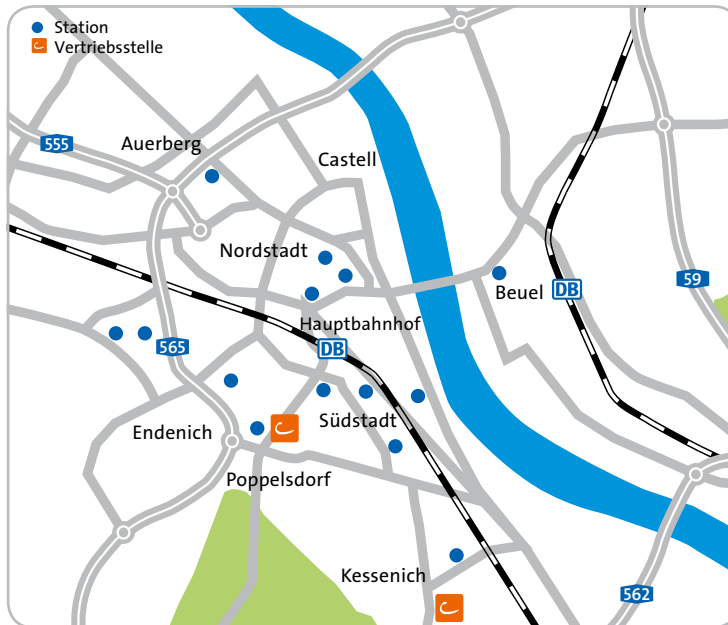 Station
Vertriebsstelle
555
Auerberg
Castell
Nordstadt
Beuel
DB
59
Hauptbahnhof
565
DB
Südstadt
Endenich
Poppelsdorf
Kessenich
562